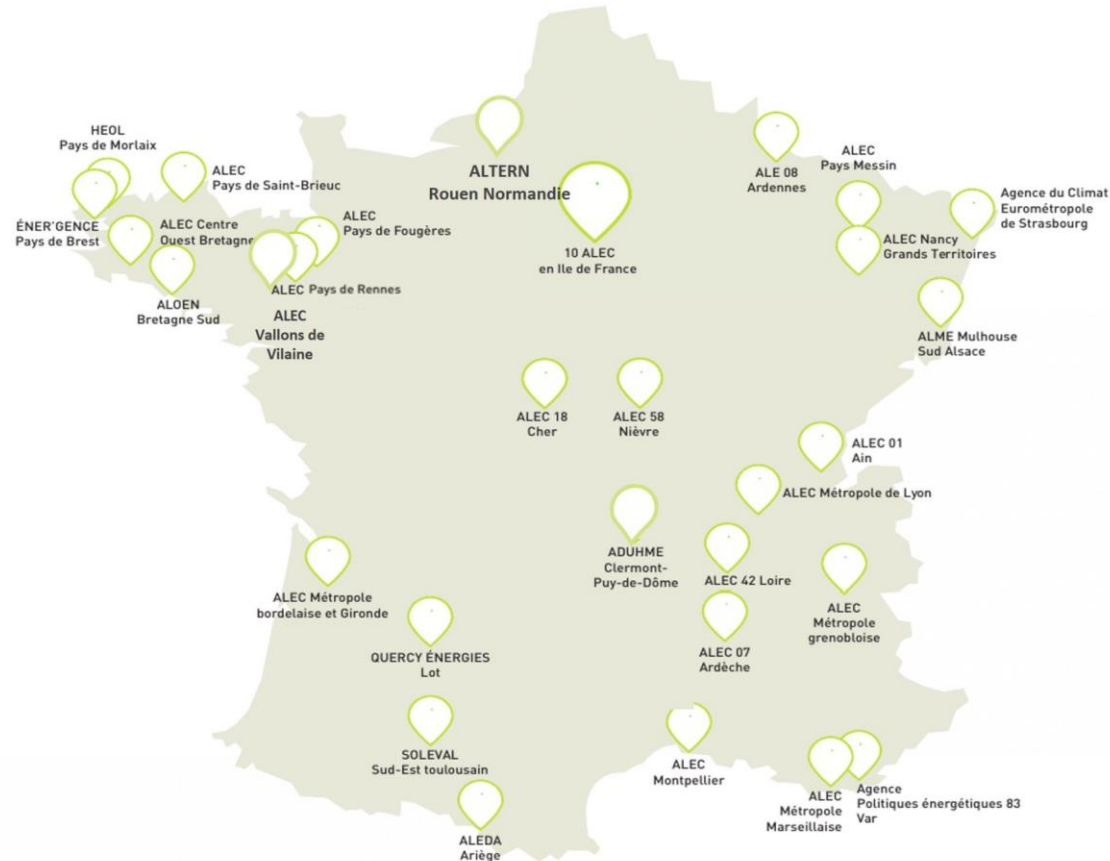 HEOL
Pays de Morlaix
ALEC
Pays de Saint-Brieuc
ÉNER'GENCE
Pays de Brest
ALEC Centre
Ouest Bretagne
ALOEN
Bretagne Sud
ALEC
Pays de Fougères
ALEC Pays de Rennes
ALEC
Vallons de
Vilaine
ALTERN
Rouen Normandie
10 ALEC
en Ile de France
ALE 08
Ardennes
ALEC
Pays Messin
Agence du Climat
Eurométropole
de Strasbourg
ALEC Nancy
Grands Territoires
ALME Mulhouse
Sud Alsace
ALEC 18
Cher
ALEC 58
Nièvre
ALEC 01
Ain
ALEC Métropole de Lyon
ADUHME
Clermont-
Puy-de-Dôme
ALEC 42 Loire
ALEC
Métropole
grenobloise
ALEC Métropole
bordelaise et Gironde
QUERCY ÉNERGIES
Lot
ALEC 07
Ardèche
SOLEVAL
Sud-Est toulousain
ALEC
Montpellier
ALEC
Métropole
Marseillaise
Agence
Politiques énergétiques 83
Var
ALEDA
Ariège